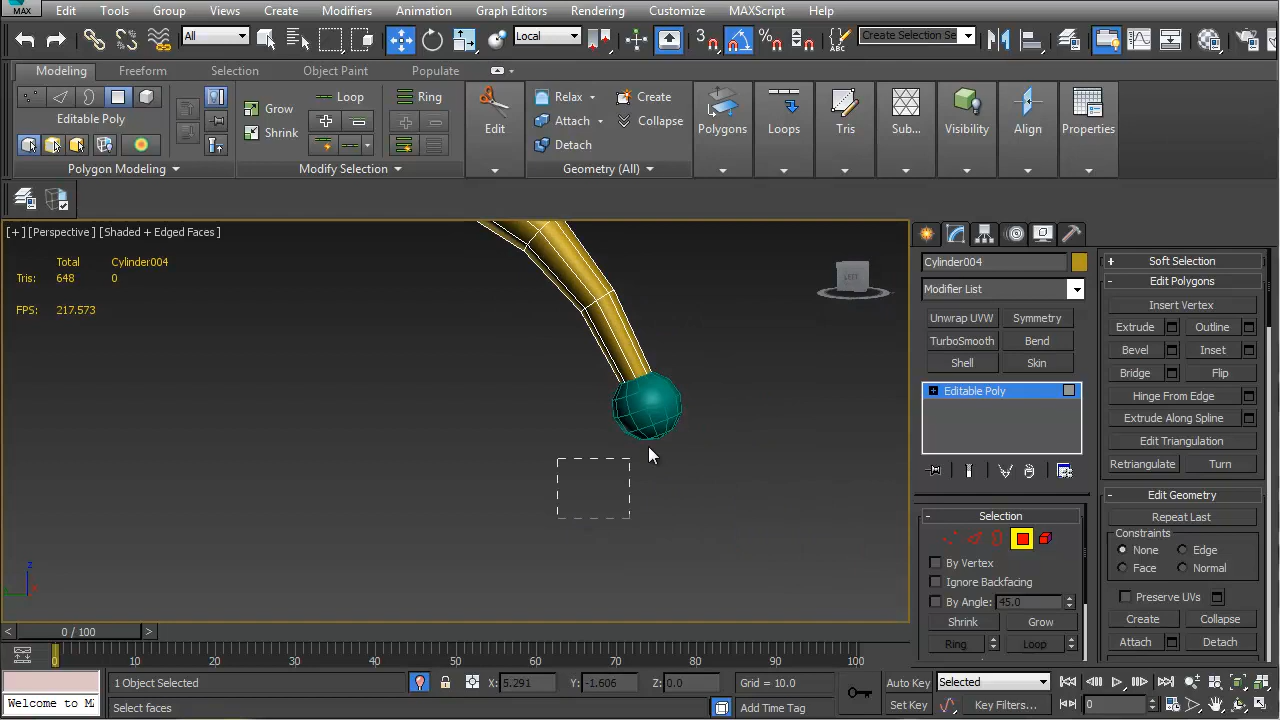 MAX Edit Tools Group Views Create Modifiers Animation Graph Editors Rendering Customize MAXScript Help
All Local 3 Create Selection Se
Modeling Freeform Selection Object Paint Populate
Editable Poly
Polygon Modeling
Grow
Shrink
Loop
Ring
Modify Selection
Edit
Relax Create
Attach Collapse
Detach
Geometry (All)
Polygons Loops Tris Sub... Visibility Align Properties
[+] [Perspective] [Shaded + Edged Faces]
Total Cylinder004
Tris: 648 0
FPS: 217.573
LEFT
z
x
Cylinder004
Modifier List
Unwrap UVW Symmetry
TurboSmooth Bend
Shell Skin
Editable Poly
Selection
By Vertex
Ignore Backfacing
By Angle: 45.0
Shrink Grow
Ring Loop
Soft Selection
Edit Polygons
Insert Vertex
Extrude Outline
Bevel Inset
Bridge Flip
Hinge From Edge
Extrude Along Spline
Edit Triangulation
Retriangulate Turn
Edit Geometry
Repeat Last
Constraints
None Edge
Face Normal
Preserve UVs
Create Collapse
Attach Detach
< 0 / 100 >
0 10 20 30 40 50 60 70 80 90 100
1 Object Selected X: 5.291 Y: -1.606 Z: 0.0 Grid = 10.0 Auto Key Selected
Welcome to M Select faces Add Time Tag Set Key Key Filters... 0